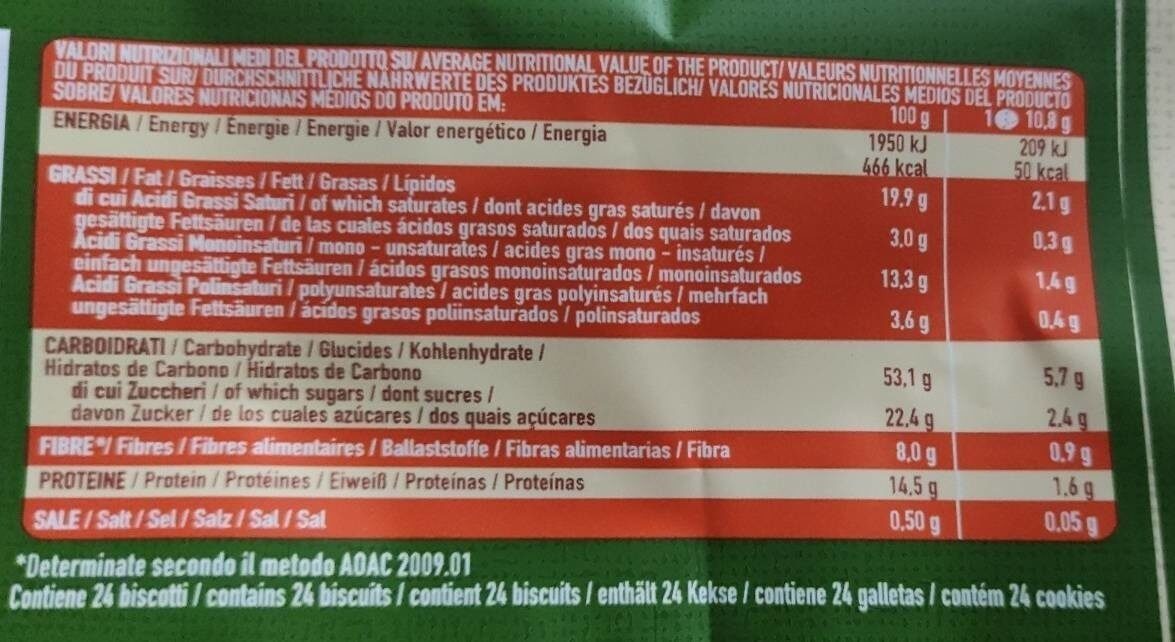 VALORI NUTRIZIONALI MEDI DEL PRODOTTO SU/ AVERAGE NUTRITIONAL VALUE OF THE PRODUCT/ VALEURS NUTRITIONNELLES MOYENNES
DU PRODUIT SUR/ DURCHSCHNITTLICHE NÄHRWERTE DES PRODUKTES BEZÜGLICH/ VALORES NUTRICIONALES MEDIOS DEL PRODUCTO
SOBRE/ VALORES NUTRICIONAIS MÉDIOS DO PRODUTO EM:
100 g 1 10,8 g
ENERGIA / Energy / Énergie / Energie / Valor energético / Energia 1950 kJ 209 kJ
466 kcal 50 kcal
GRASSI / Fat / Graisses / Fett / Grasas / Lípidos 19,9 g 2,1 g
di cui Acidi Grassi Saturi / of which saturates / dont acides gras saturés / davon
gesättigte Fettsäuren / de las cuales ácidos grasos saturados / dos quais saturados 3,0 g 0,3 g
Acidi Grassi Monoinsaturi / mono - unsaturates / acides gras mono - insaturés /
einfach ungesättigte Fettsäuren / ácidos grasos monoinsaturados / monoinsaturados 13,3 g 1,4 g
Acidi Grassi Polinsaturi / polyunsaturates / acides gras polyinsaturés / mehrfach
ungesättigte Fettsäuren / ácidos grasos poliinsaturados / polinsaturados 3,6 g 0,4 g
CARBOIDRATI / Carbohydrate / Glucides / Kohlenhydrate /
Hidratos de Carbono / Hidratos de Carbono 53,1 g 5,7 g
di cui Zuccheri / of which sugars / dont sucres /
davon Zucker / de los cuales azúcares / dos quais açúcares 22,4 g 2.4 g
FIBRE*/ Fibres / Fibres alimentaires / Ballaststoffe / Fibras alimentarias / Fibra 8,0 g 0,9 g
PROTEINE / Protein / Protéines / Eiweiß / Proteínas / Proteínas 14,5 g 1,6 g
SALE / Salt / Sel / Salz / Sal / Sal 0,50 g 0,05 g
*Determinate secondo il metodo AOAC 2009.01
Contiene 24 biscotti / contains 24 biscuits / contient 24 biscuits / enthält 24 Kekse / contiene 24 galletas / contém 24 cookies